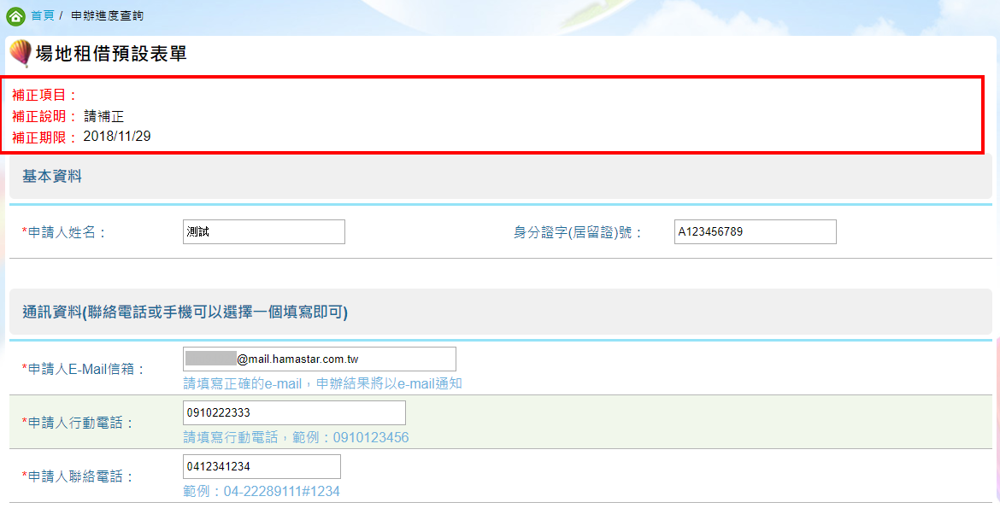 首頁 / 申辦進度查詢
場地租借預設表單
補正項目：
補正說明： 請補正
補正期限： 2018/11/29
基本資料
*申請人姓名： 測試 身分證字(居留證)號： A123456789
通訊資料(聯絡電話或手機可以選擇一個填寫即可)
*申請人E-Mail信箱： @mail.hamastar.com.tw
請填寫正確的e-mail，申辦結果將以e-mail通知
*申請人行動電話： 0910222333
請填寫行動電話，範例：0910123456
*申請人聯絡電話： 0412341234
範例：04-22289111#1234